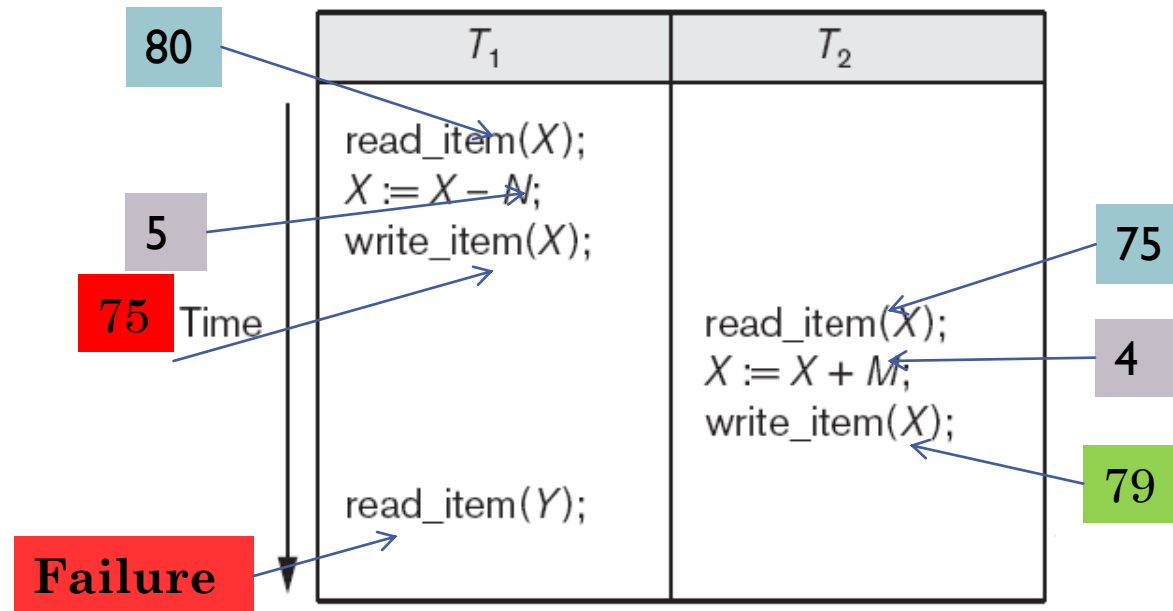 80
T1
T2
read_item(X);
X := X – N;
5
write_item(X);
75
75
Time
read_item(X);
X := X + M;
4
write_item(X);
79
read_item(Y);
Failure